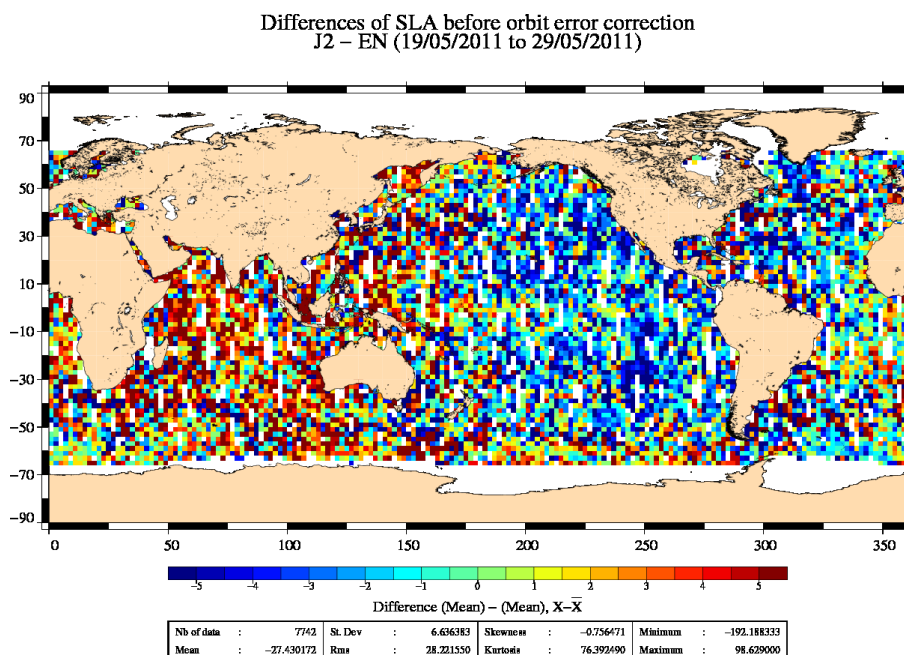 Differences of SLA before orbit error correction
J2 – EN (19/05/2011 to 29/05/2011)
90
70
50
30
10
−10
−30
−50
−70
−90
0 50 100 150 200 250 300 350
−5 −4 −3 −2 −1 0 1 2 3 4 5
Difference (Mean) – (Mean), X–X̅
Nb of data : 7742 St. Dev : 6.636383 Skewness : −0.756471 Minimum : −192.188333
Mean : −27.430172 Rms : 28.221550 Kurtosis : 76.392490 Maximum : 98.629000